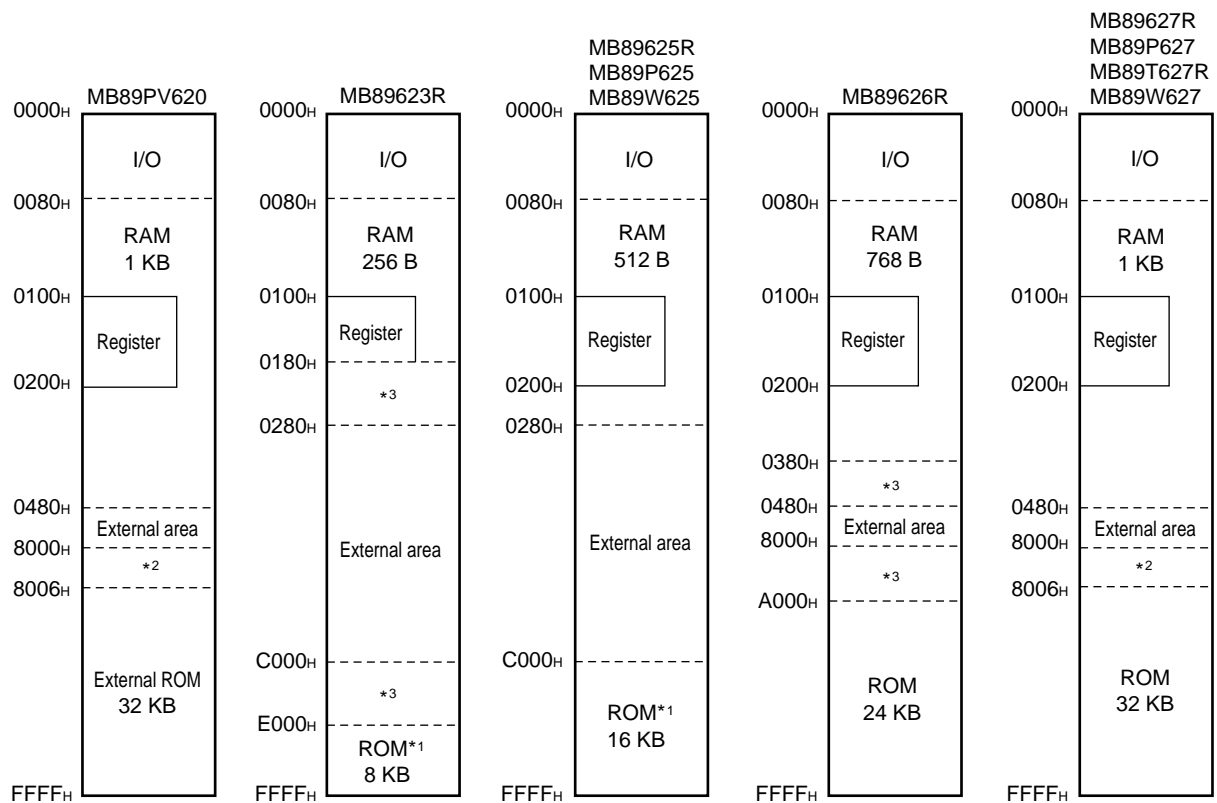 MB89PV620
0000H
I/O
0080H
RAM
1 KB
0100H
Register
0200H
0480H
External area
8000H
*2
8006H
External ROM
32 KB
FFFFH
MB89623R
0000H
I/O
0080H
RAM
256 B
0100H
Register
0180H
*3
0280H
External area
C000H
*3
E000H
ROM*1
8 KB
FFFFH
MB89625R
MB89P625
MB89W625
0000H
I/O
0080H
RAM
512 B
0100H
Register
0200H
0280H
External area
C000H
ROM*1
16 KB
FFFFH
MB89626R
0000H
I/O
0080H
RAM
768 B
0100H
Register
0200H
0380H
*3
0480H
External area
8000H
*3
A000H
ROM
24 KB
FFFFH
MB89627R
MB89P627
MB89T627R
MB89W627
0000H
I/O
0080H
RAM
1 KB
0100H
Register
0200H
0480H
External area
8000H
*2
8006H
ROM
32 KB
FFFFH